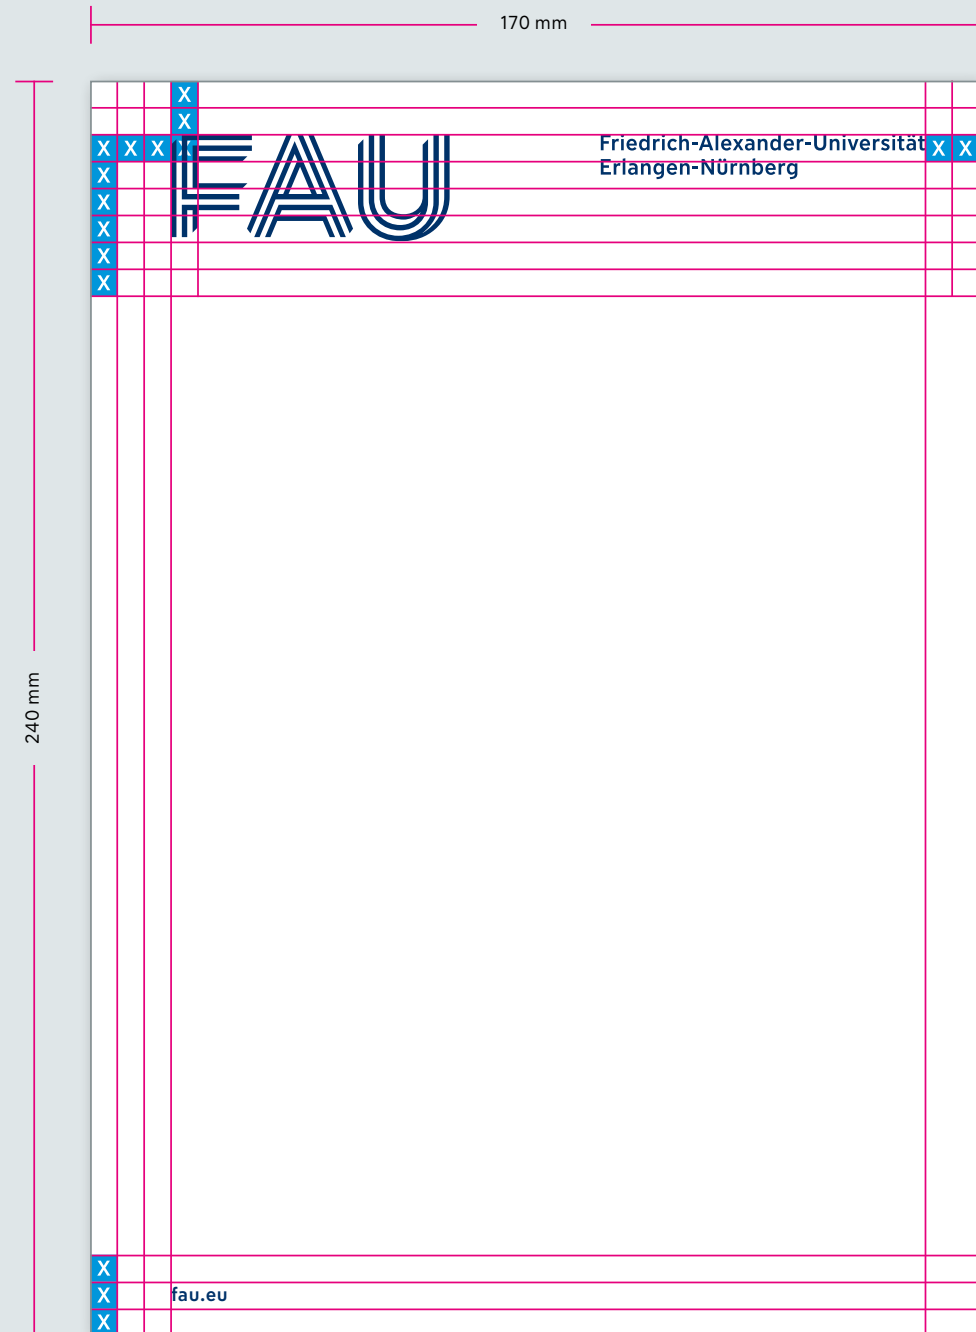 170 mm
X
X
X X X X
FAU
Friedrich-Alexander-Universität
Erlangen-Nürnberg
X X
X
X
X
X
X
240 mm
X
X
fau.eu
X